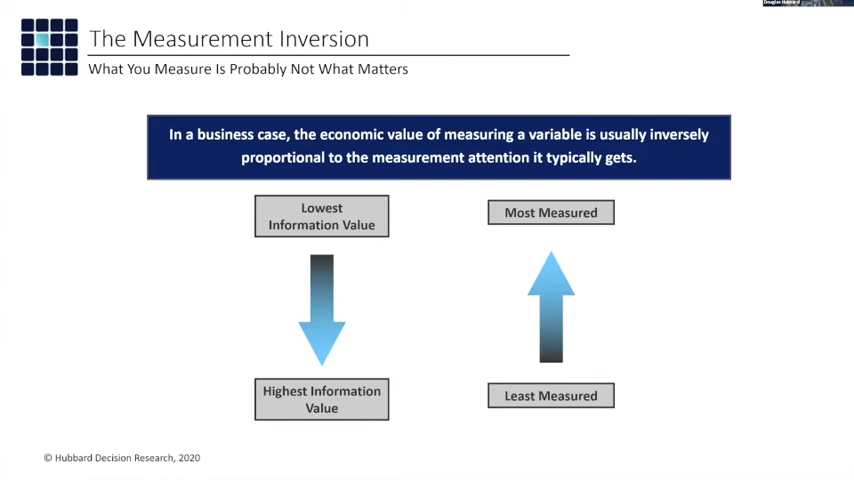 Douglas Hubbard
The Measurement Inversion
What You Measure Is Probably Not What Matters
In a business case, the economic value of measuring a variable is usually inversely
proportional to the measurement attention it typically gets.
Lowest
Information Value
Most Measured
Highest Information
Value
Least Measured
© Hubbard Decision Research, 2020